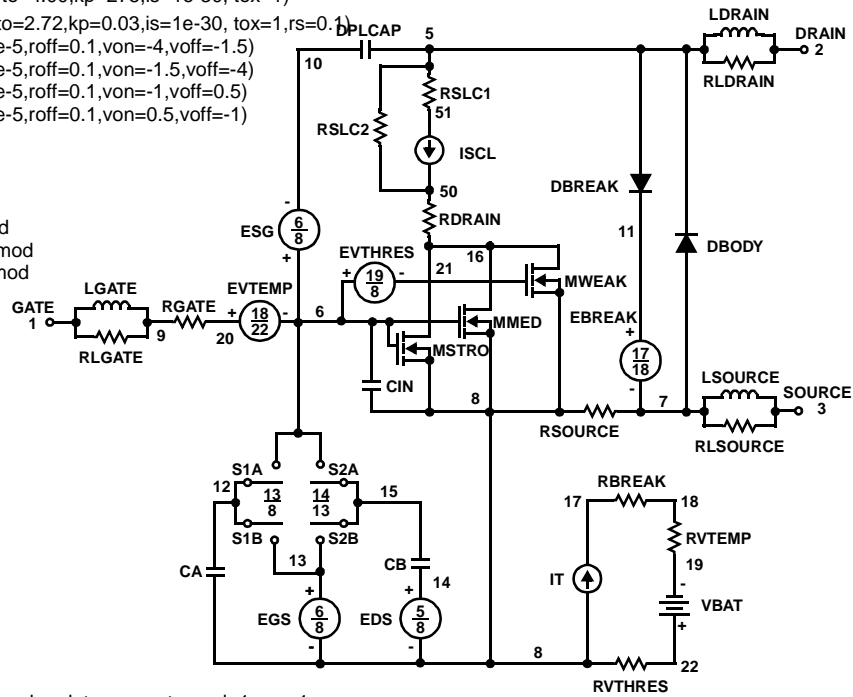 to=2.72,kp=0.03,is=1e-30, tox=1,rs=0.1)
e-5,roff=0.1,von=-4,voff=-1.5)
e-5,roff=0.1,von=-1.5,voff=-4)
e-5,roff=0.1,von=-1,voff=0.5)
e-5,roff=0.1,von=0.5,voff=-1)
d
mod
mod
LDRAIN
DPLCAP
5
DRAIN
2
10
RLDRAIN
RSLC1
51
RSLC2
ISCL
50
DBREAK
RDRAIN
11
DBODY
ESG
-
6
8
+
EVTHRES
+
19
8
-
21
16
MWEAK
LGATE
GATE
1
RLGATE
9
RGATE
20
EVTEMP
+
18
22
-
6
MMED
MSTRO
EBREAK
+
17
18
-
CIN
8
RSOURCE
7
LSOURCE
SOURCE
3
RLSOURCE
S1A
S2A
12
13
8
14
13
15
S1B
S2B
13
CA
CB
14
EGS
+
6
8
-
EDS
+
5
8
-
RBREAK
17
18
RVTEMP
19
IT
-
VBAT
+
8
22
RVTHRES